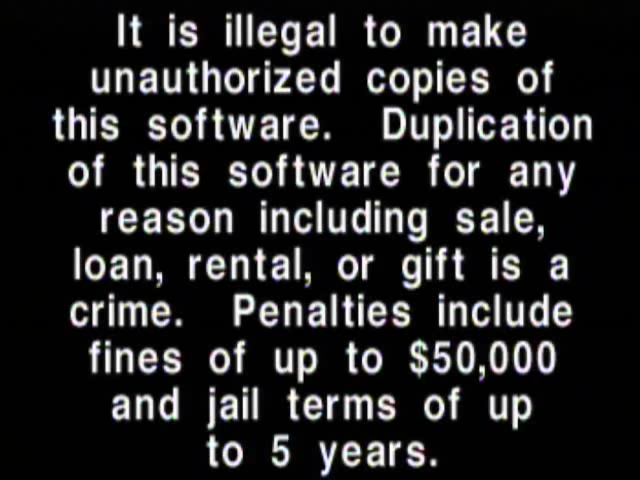 It is illegal to make
unauthorized copies of
this software.  Duplication
of this software for any
reason including sale,
loan, rental, or gift is a
crime.  Penalties include
fines of up to $50,000
and jail terms of up
to 5 years.